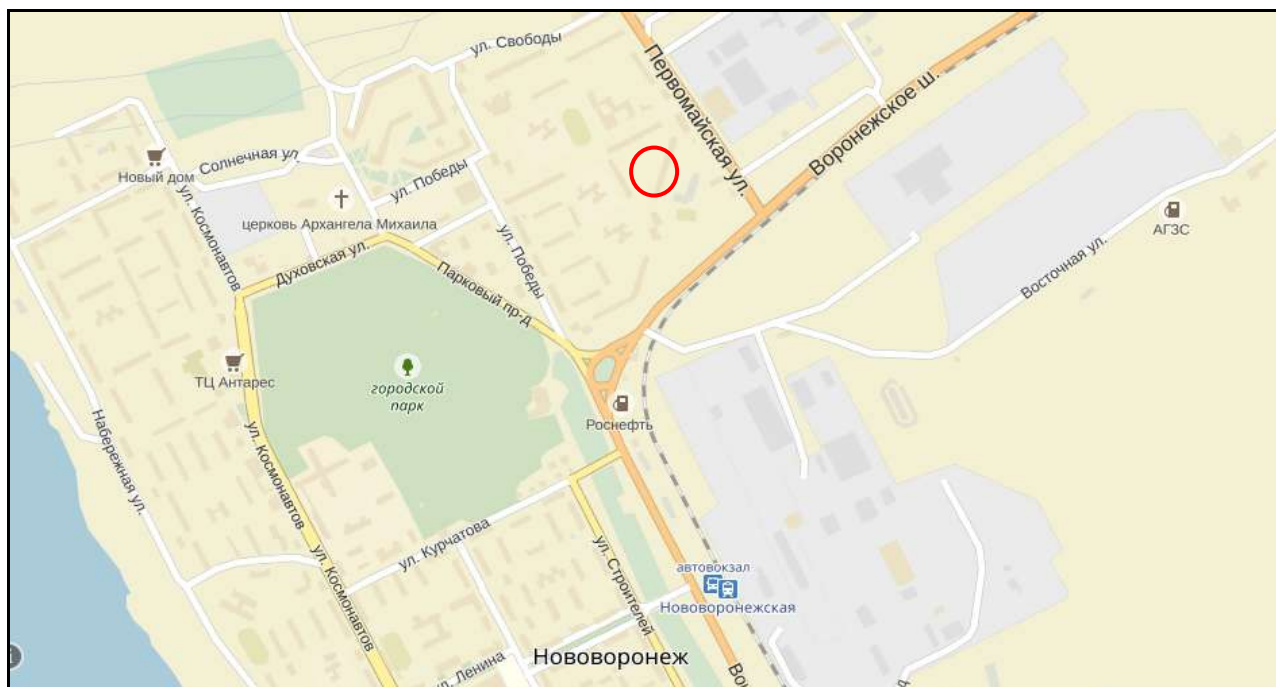 ул. Свободы
Первомайская ул.
Воронежское ш.
Новый дом
Солнечная ул.
ул. Победы
церковь Архангела Михаила
ул. Космонавтов
АГЗС
Восточная ул.
Духовская ул.
Парковый пр-д
ул. Победы
ТЦ Антарес
городской
парк
Роснефть
Набережная ул.
ул. Космонавтов
ул. Курчатова
ул. Строителей
ул. Космонавтов
автовокзал
Нововоронежская
Нововоронеж
ул. Ленина